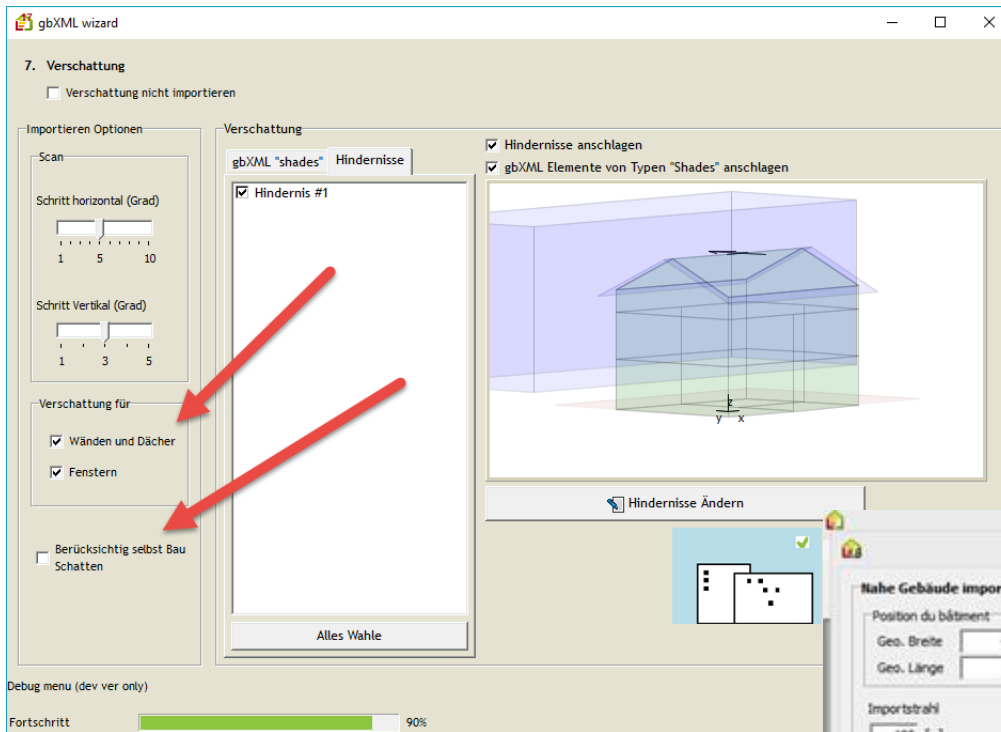 gbXML wizard
7. Verschattung
Verschattung nicht importieren
Importieren Optionen
Scan
Schritt horizontal (Grad)
1 5 10
Schritt Vertikal (Grad)
1 3 5
Verschattung für
Wänden und Dächer
Fenstern
Berücksichtig selbst Bau
Schatten
Verschattung
gbXML "shades" Hindernisse
Hindernis #1
Alles Wahle
Hindernisse anschlagen
gbXML Elemente von Typen "Shades" anschlagen
z
y x
Hindernisse Ändern
Nahe Gebäude impor
Position du bâtiment
Geo. Breite
Geo. Länge
Importstrahl
Debug menu (dev ver only)
Fortschritt 90%